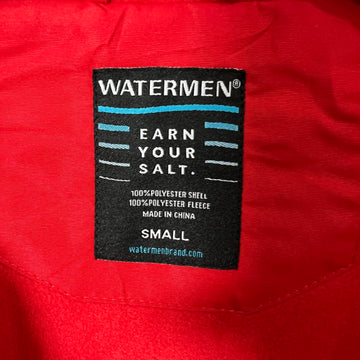 WATERMEN®
EARN
YOUR
SALT.
100%POLYESTER SHELL
100%POLYESTER FLEECE
MADE IN CHINA
SMALL
watermenbrand.com